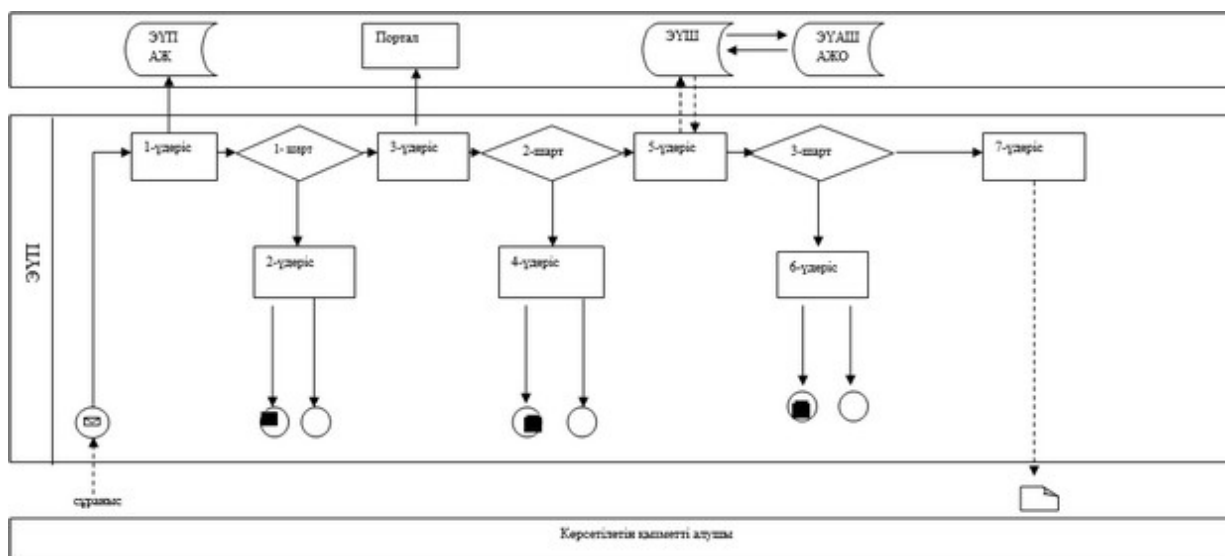 ЭҮП
АЖ
Портал
ЭҮШ
ЭҮАШ
АЖО
1-үдеріс
1- шарт
3-үдеріс
2-шарт
5-үдеріс
3-шарт
7-үдеріс
2-үдеріс
4-үдеріс
6-үдеріс
ЭҮП
сұраныс
Көрсетілетін қызметті алушы